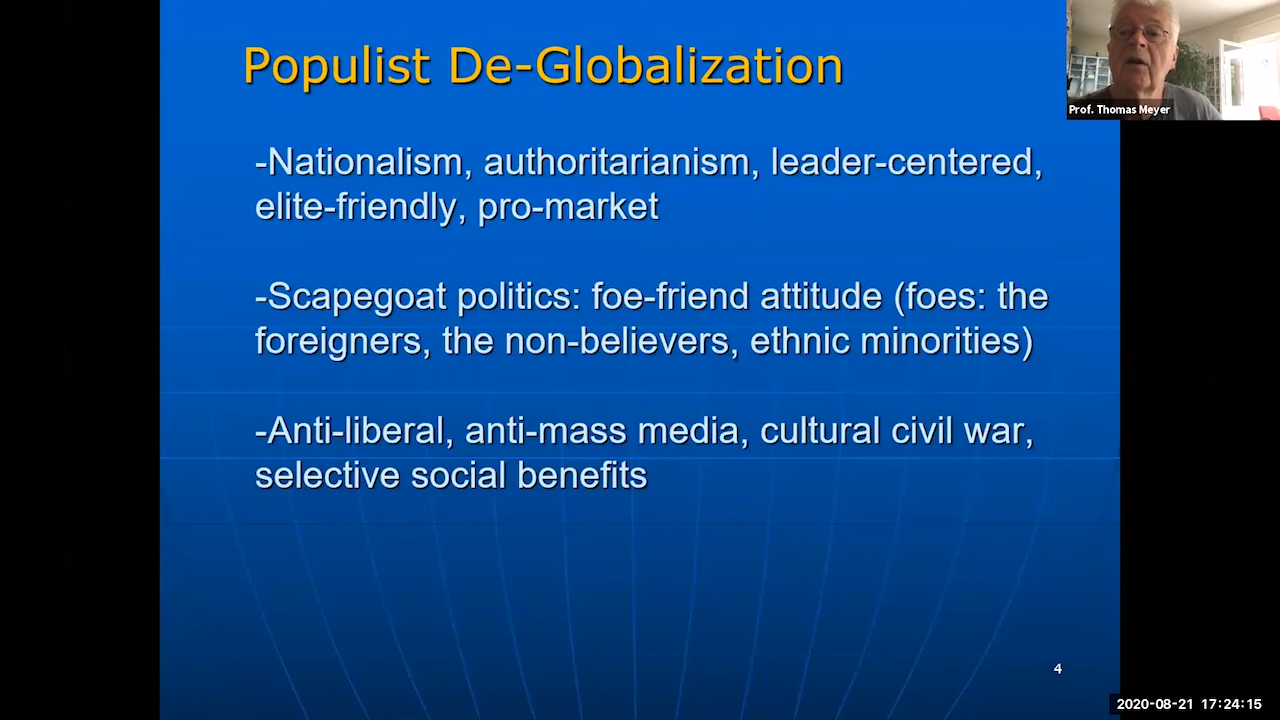 Populist De-Globalization
Prof. Thomas Meyer
-Nationalism, authoritarianism, leader-centered,
elite-friendly, pro-market
-Scapegoat politics: foe-friend attitude (foes: the
foreigners, the non-believers, ethnic minorities)
-Anti-liberal, anti-mass media, cultural civil war,
selective social benefits
4
2020-08-21 17:24:15